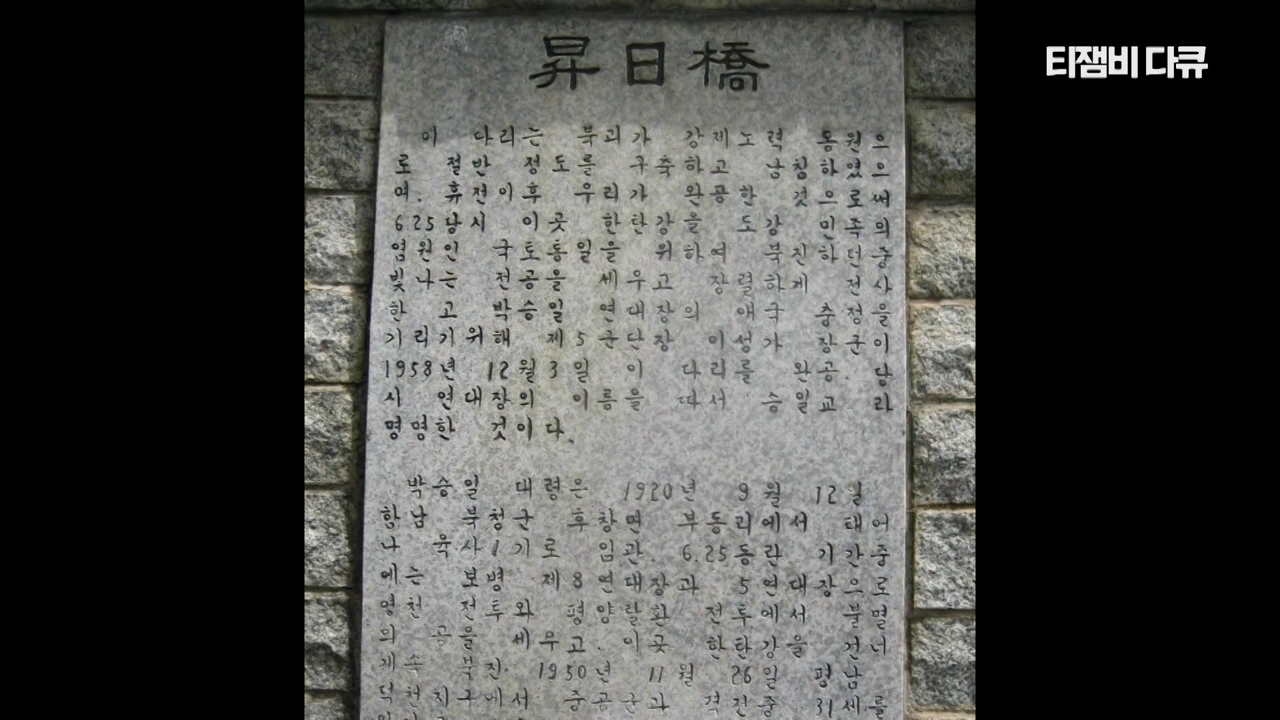 티잼비 다큐
昇日橋
이 다리는 북괴가 강제노력 동원으
로 절반 정도를 구축하고 남침하였으
며. 휴전이후 우리가 완공한 것으로써
625당시 이곳 한탄강을 도강 민족의
염원인 국토통일을 위하여 북진하던중
빛나는 전공을 세우고 장렬하게 전사
한 고 박승일 연대장의 애국 충정을
기리기위해 제5군단장 이성가 장군이
1958년 12월3일 이 다리를 완공. 당
시 연대장의 이름을 따서 승일교 라
명명한 것이다.
박승일 대령은 1920년 9월 12일
함남 북청군 후창면 부동리에서 태어
나 육사1기로 임관. 6.25동란 기간중
에는 보병 제8연대장과 5연대장으로
영천 전투와 평양탈환 전투에서 불멸
의 공을 세우고. 이곳 한탄강을 건너
계속 북진. 1950년 11월 26일 평남
덕천지구에서 중공군과 격전중 31세를